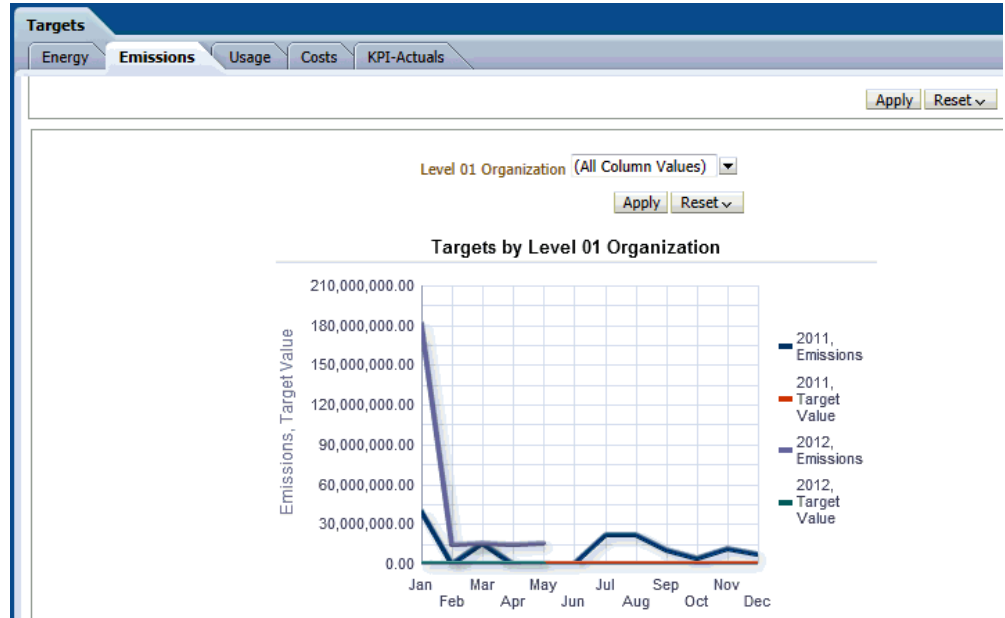 Targets
Energy Emissions Usage Costs KPI-Actuals
Apply Reset
Level 01 Organization (All Column Values)
Apply Reset
Targets by Level 01 Organization
Emissions, Target Value
210,000,000.00
180,000,000.00
150,000,000.00
120,000,000.00
90,000,000.00
60,000,000.00
30,000,000.00
0.00
Jan Mar May Jul Sep Nov
Feb Apr Jun Aug Oct Dec
2011,
Emissions
2011,
Target
Value
2012,
Emissions
2012,
Target
Value